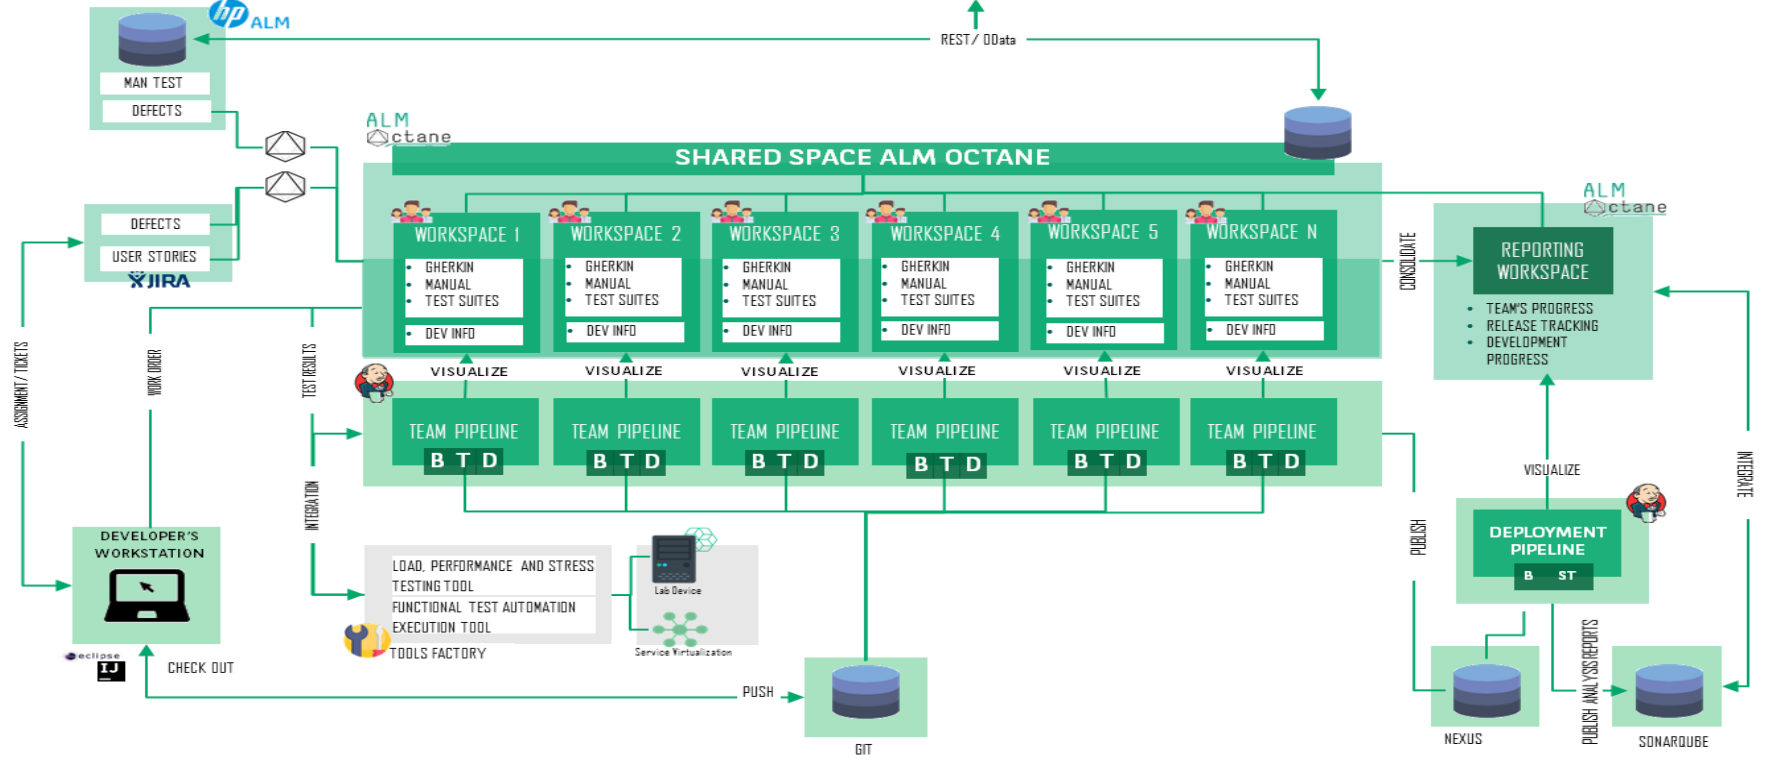 hp ALM
MAN TEST
DEFECTS
REST / OData
ALM
Octane
SHARED SPACE ALM OCTANE
DEFECTS
USER STORIES
JIRA
WORKSPACE 1
GHERKIN
MANUAL
TEST SUITES
DEV INFO
WORKSPACE 2
GHERKIN
MANUAL
TEST SUITES
DEV INFO
WORKSPACE 3
GHERKIN
MANUAL
TEST SUITES
DEV INFO
WORKSPACE 4
GHERKIN
MANUAL
TEST SUITES
DEV INFO
WORKSPACE 5
GHERKIN
MANUAL
TEST SUITES
DEV INFO
WORKSPACE N
GHERKIN
MANUAL
TEST SUITES
DEV INFO
CONSOLIDATE
ALM
Octane
REPORTING
WORKSPACE
TEAM'S PROGRESS
RELEASE TRACKING
DEVELOPMENT
PROGRESS
ASSIGNMENT / TICKETS
WORK ORDER
TEST RESULTS
VISUALIZE
VISUALIZE
VISUALIZE
VISUALIZE
VISUALIZE
VISUALIZE
TEAM PIPELINE
B T D
TEAM PIPELINE
B T D
TEAM PIPELINE
B T D
TEAM PIPELINE
B T D
TEAM PIPELINE
B T D
TEAM PIPELINE
B T D
INTEGRATION
PUBLISH
VISUALIZE
INTEGRATE
DEVELOPER'S
WORKSTATION
eclipse
IJ
CHECK OUT
LOAD, PERFORMANCE AND STRESS
TESTING TOOL
FUNCTIONAL TEST AUTOMATION
EXECUTION TOOL
TOOLS FACTORY
Lab Device
Service Virtualization
DEPLOYMENT
PIPELINE
B ST
PUBLISH ANALYSIS REPORTS
PUSH
GIT
NEXUS
SONARQUBE